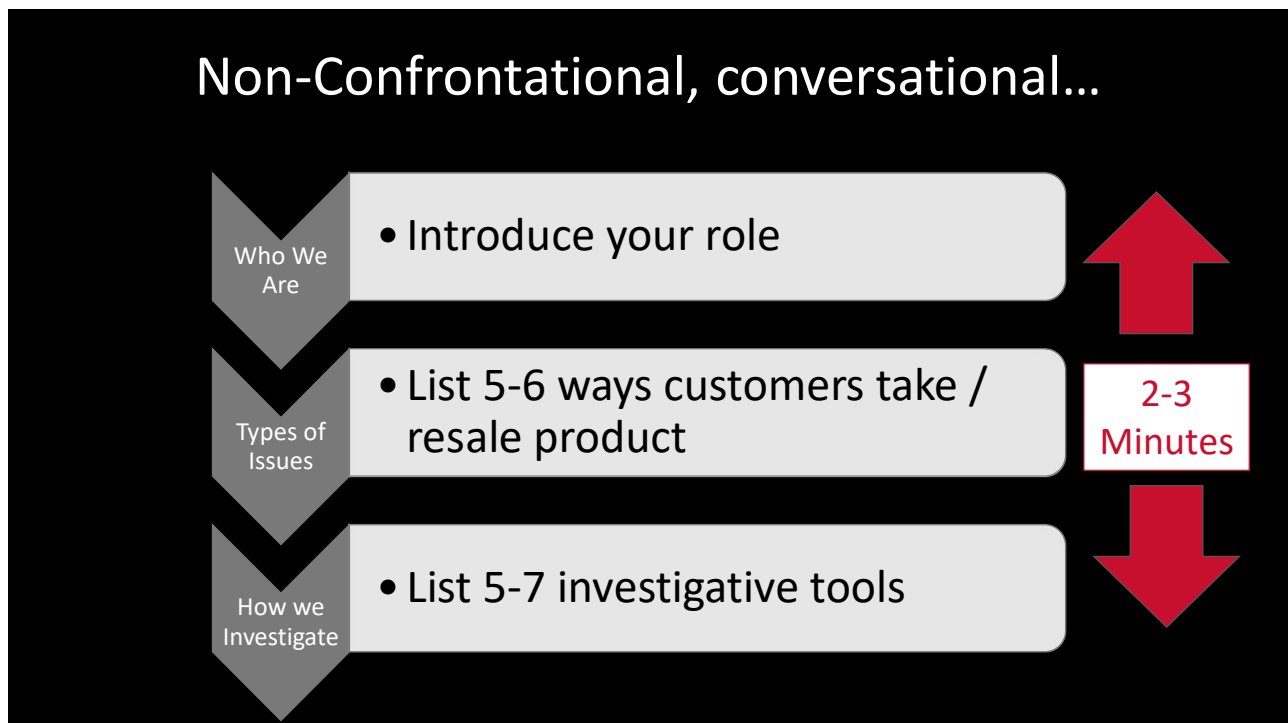 Non-Confrontational, conversational…
Who We
Are
• Introduce your role
Types of
Issues
• List 5-6 ways customers take /
resale product
How we
Investigate
• List 5-7 investigative tools
2-3
Minutes